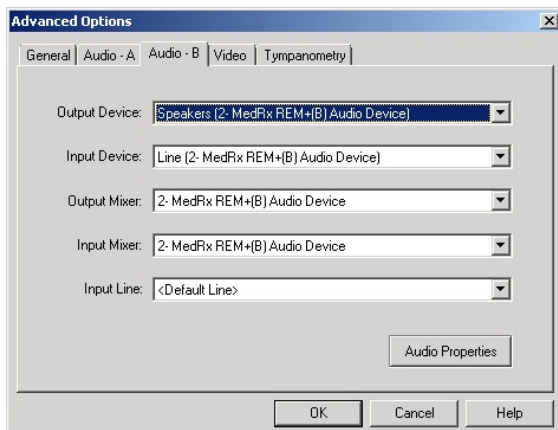 Advanced Options
General Audio - A Audio - B Video Tympanometry
Output Device: Speakers (2- MedRx REM+(B) Audio Device)
Input Device: Line (2- MedRx REM+(B) Audio Device)
Output Mixer: 2- MedRx REM+(B) Audio Device
Input Mixer: 2- MedRx REM+(B) Audio Device
Input Line: <Default Line>
Audio Properties
OK Cancel Help